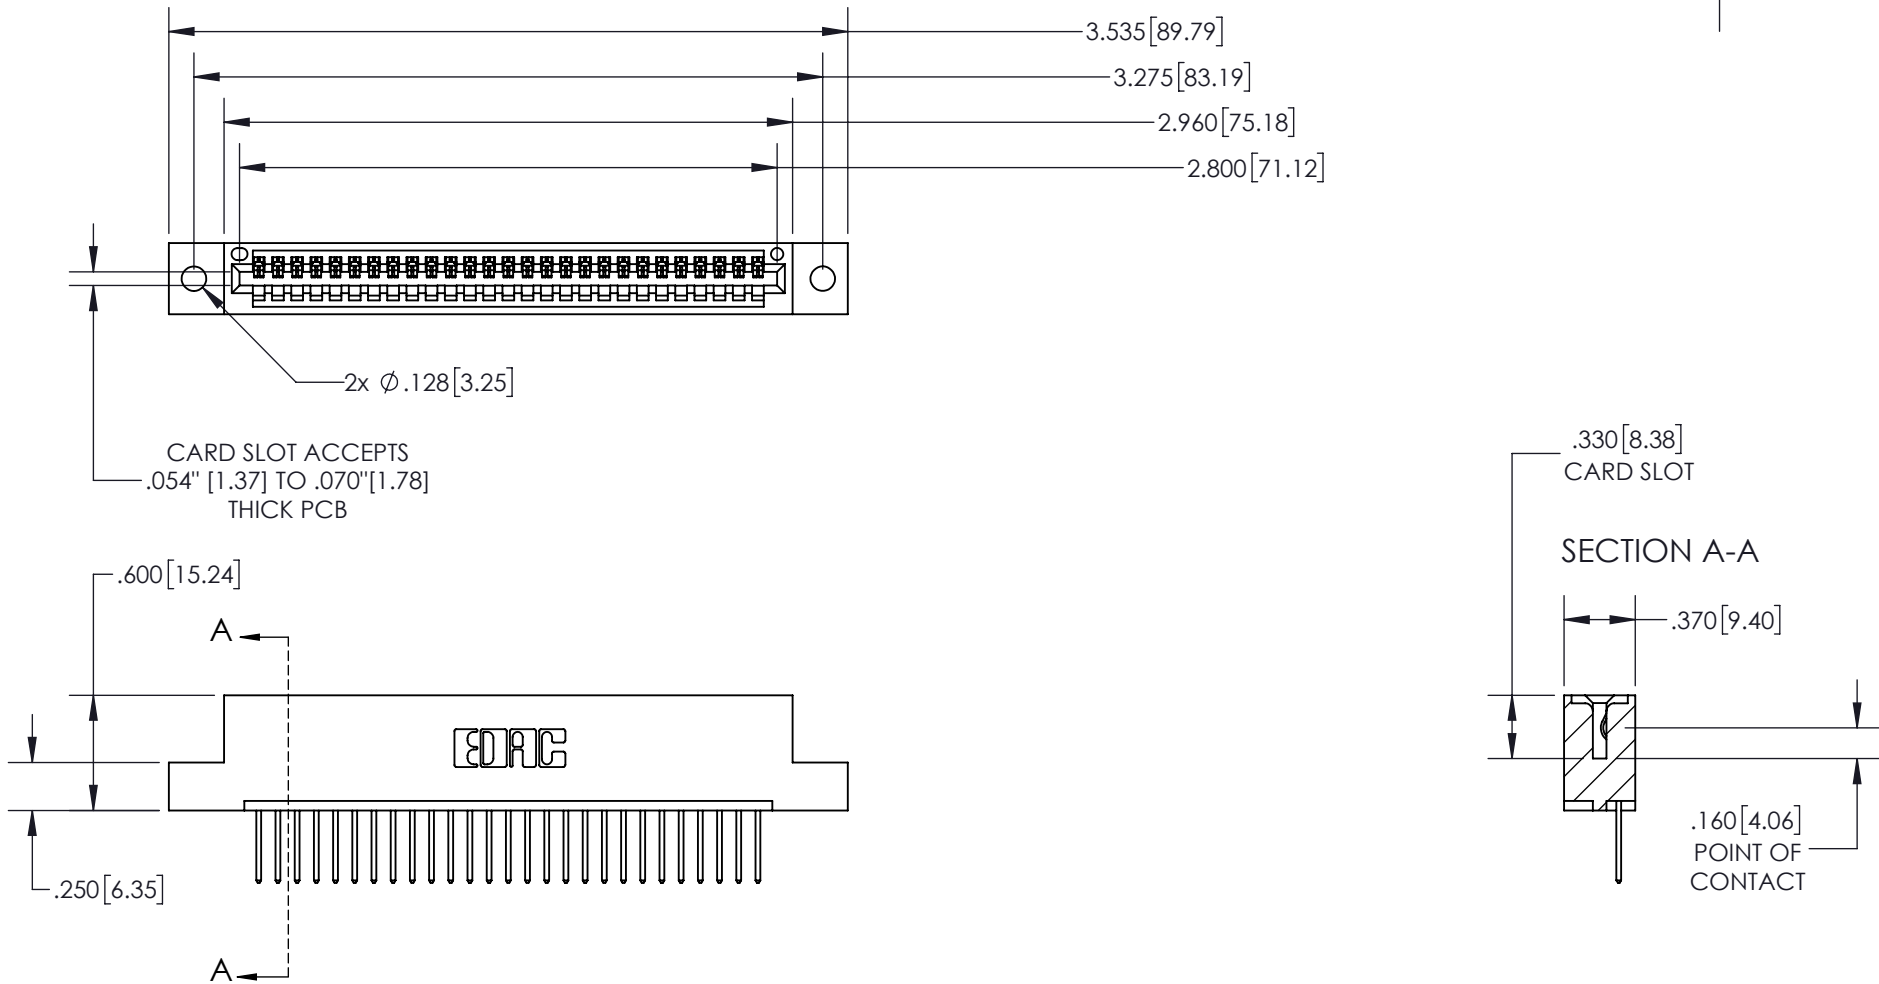 3.535[89.79]
3.275[83.19]
2.960[75.18]
2.800[71.12]
2x ⌀.128[3.25]
CARD SLOT ACCEPTS
.054" [1.37] TO .070"[1.78]
THICK PCB
.330[8.38]
CARD SLOT
SECTION A-A
.600[15.24]
.370[9.40]
A
EDAC
.160[4.06]
POINT OF
CONTACT
.250[6.35]
A